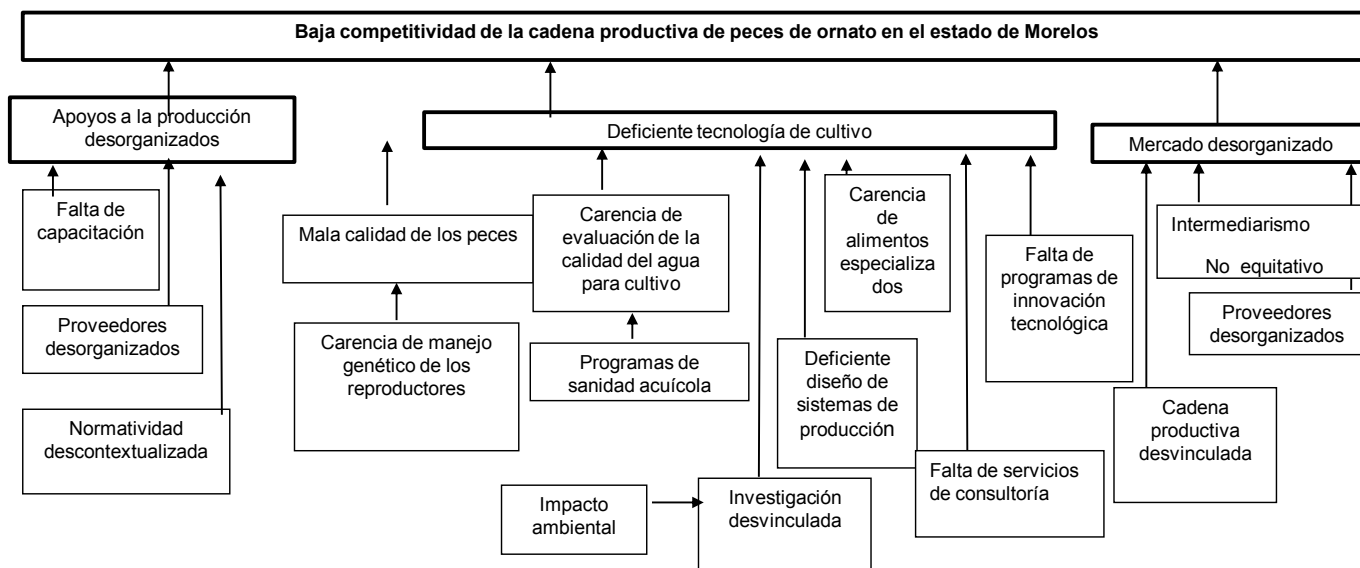 Baja competitividad de la cadena productiva de peces de ornato en el estado de Morelos
Apoyos a la producción
desorganizados
Deficiente tecnología de cultivo
Mercado desorganizado
Falta de
capacitación
Proveedores
desorganizados
Normatividad
descontextualizada
Mala calidad de los peces
Carencia de manejo
genético de los
reproductores
Carencia de
evaluación de la
calidad del agua
para cultivo
Programas de
sanidad acuícola
Impacto
ambiental
Investigación
desvinculada
Deficiente
diseño de
sistemas de
producción
Carencia
de
alimentos
especializa
dos
Falta de servicios
de consultoría
Falta de
programas de
innovación
tecnológica
Intermediarismo
No equitativo
Proveedores
desorganizados
Cadena
productiva
desvinculada